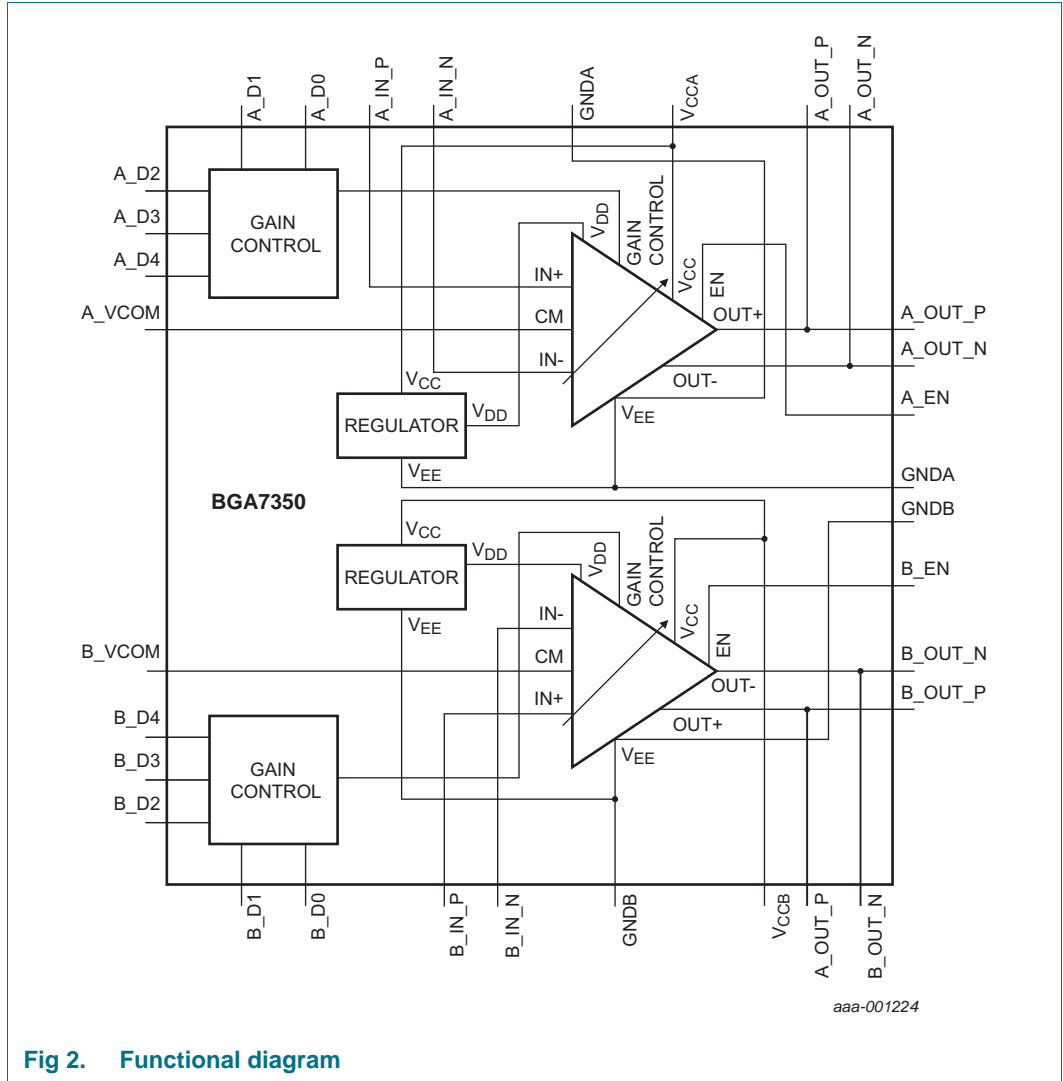 A_D1
A_D0
A_IN_P
A_IN_N
GNDA
VCCA
A_OUT_P
A_OUT_N
A_D2
A_D3
A_D4
GAIN
CONTROL
VDD
GAIN
CONTROL
VCC
EN
IN+
CM
IN-
OUT+
OUT-
VEE
A_VCOM
A_OUT_P
A_OUT_N
A_EN
VCC
REGULATOR
VDD
VEE
GNDA
BGA7350
GNDB
VCC
REGULATOR
VDD
VEE
VDD
GAIN
CONTROL
VCC
EN
B_EN
IN-
CM
IN+
OUT-
OUT+
VEE
B_VCOM
B_OUT_N
B_OUT_P
B_D4
B_D3
B_D2
GAIN
CONTROL
B_D1
B_D0
B_IN_P
B_IN_N
GNDB
VCCB
A_OUT_P
B_OUT_N
aaa-001224
Fig 2. Functional diagram